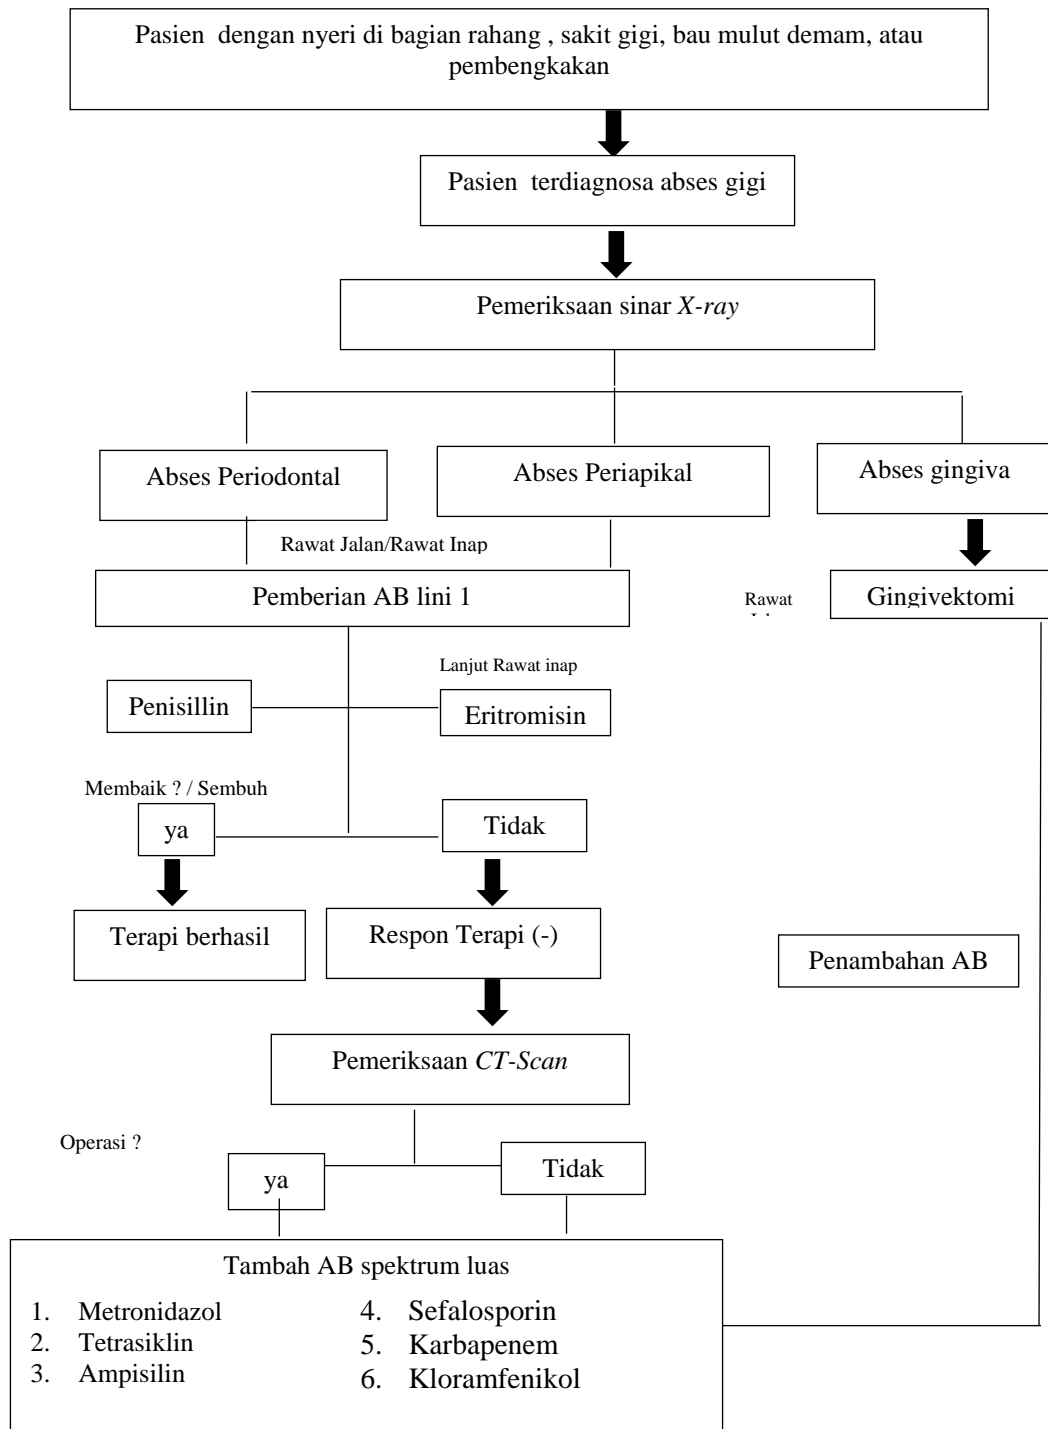 Pasien  dengan nyeri di bagian rahang , sakit gigi, bau mulut demam, atau
pembengkakan
Pasien  terdiagnosa abses gigi
Pemeriksaan sinar X-ray
Abses Periodontal
Abses Periapikal
Abses gingiva
Rawat Jalan/Rawat Inap
Pemberian AB lini 1
Rawat
Gingivektomi
Lanjut Rawat inap
Penisillin
Eritromisin
Membaik ? / Sembuh
ya
Tidak
Terapi berhasil
Respon Terapi (-)
Penambahan AB
Pemeriksaan CT-Scan
Operasi ?
ya
Tidak
Tambah AB spektrum luas
1. Metronidazol
2. Tetrasiklin
3. Ampisilin
4. Sefalosporin
5. Karbapenem
6. Kloramfenikol